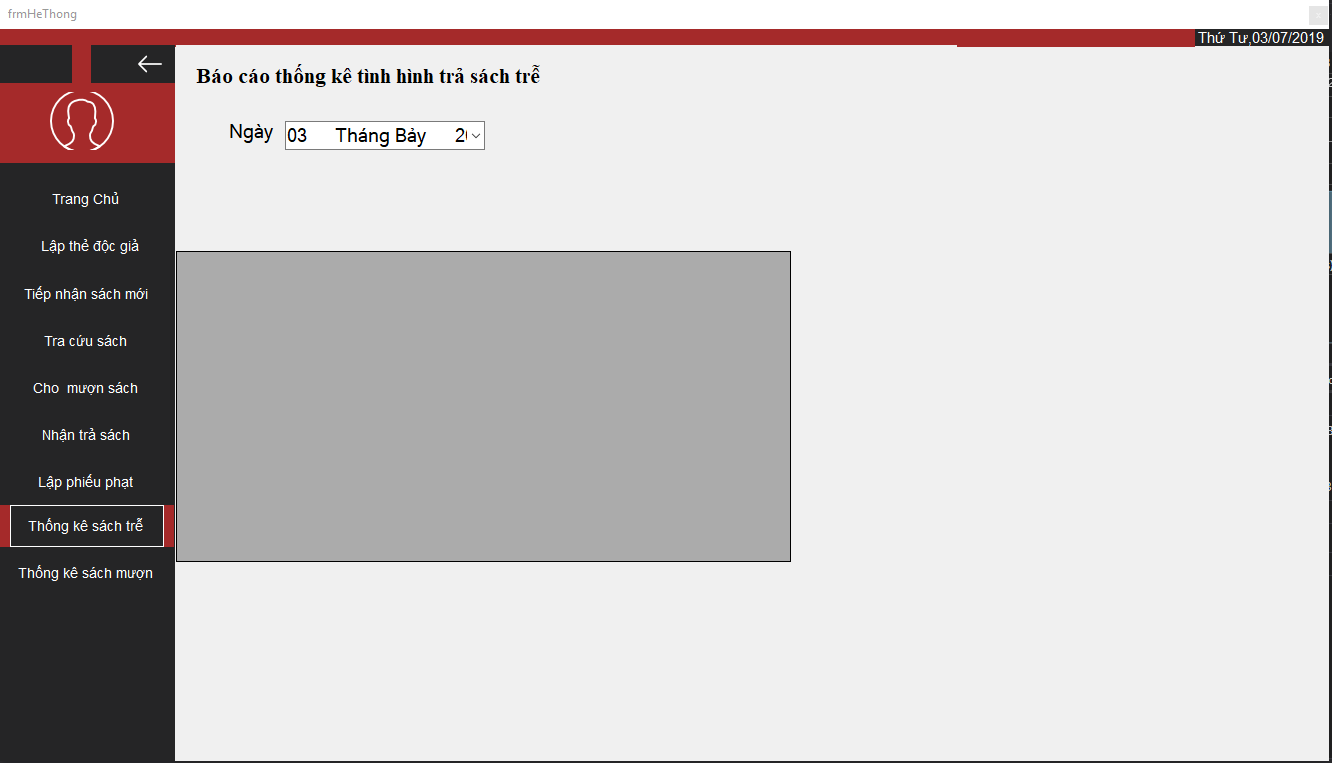 frmHeThong
Thứ Tư,03/07/2019
Báo cáo thống kê tình hình trả sách trễ
Ngày 03 Tháng Bảy
Trang Chủ
Lập thẻ độc giả
Tiếp nhận sách mới
Tra cứu sách
Cho  mượn sách
Nhận trả sách
Lập phiếu phạt
Thống kê sách trễ
Thống kê sách mượn